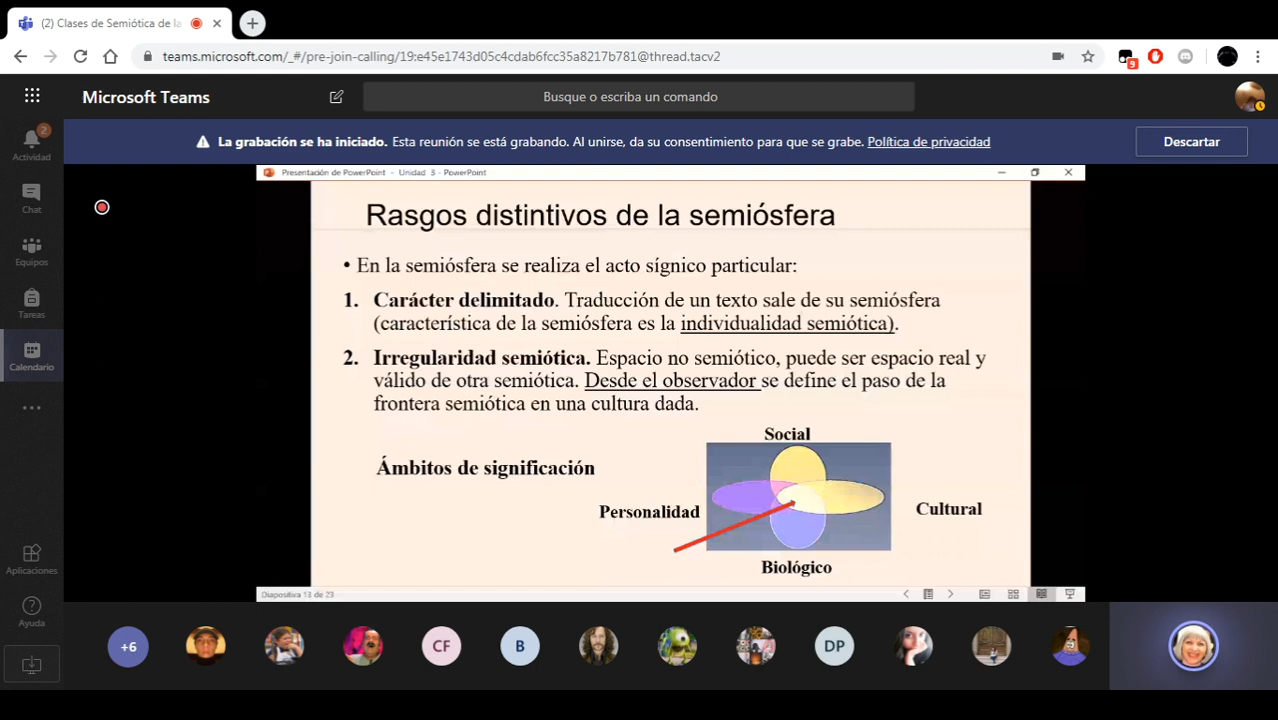 (2) Clases de Semiótica de la
teams.microsoft.com/_#/pre-join-calling/19:e45e1743d05c4cdab6fcc35a8217b781@thread.tacv2
9
Microsoft Teams
Busque o escriba un comando
La grabación se ha iniciado. Esta reunión se está grabando. Al unirse, da su consentimiento para que se grabe. Política de privacidad
Descartar
2
Actividad
Chat
Equipos
Tareas
Calendario
Aplicaciones
Ayuda
Presentación de PowerPoint - Unidad 3 - PowerPoint
Rasgos distintivos de la semiósfera
• En la semiósfera se realiza el acto sígnico particular:
1. Carácter delimitado. Traducción de un texto sale de su semiósfera
(característica de la semiósfera es la individualidad semiótica).
2. Irregularidad semiótica. Espacio no semiótico, puede ser espacio real y
válido de otra semiótica. Desde el observador se define el paso de la
frontera semiótica en una cultura dada.
Social
Ámbitos de significación
Personalidad
Cultural
Biológico
Diapositiva 13 de 23
+6
CF
B
DP